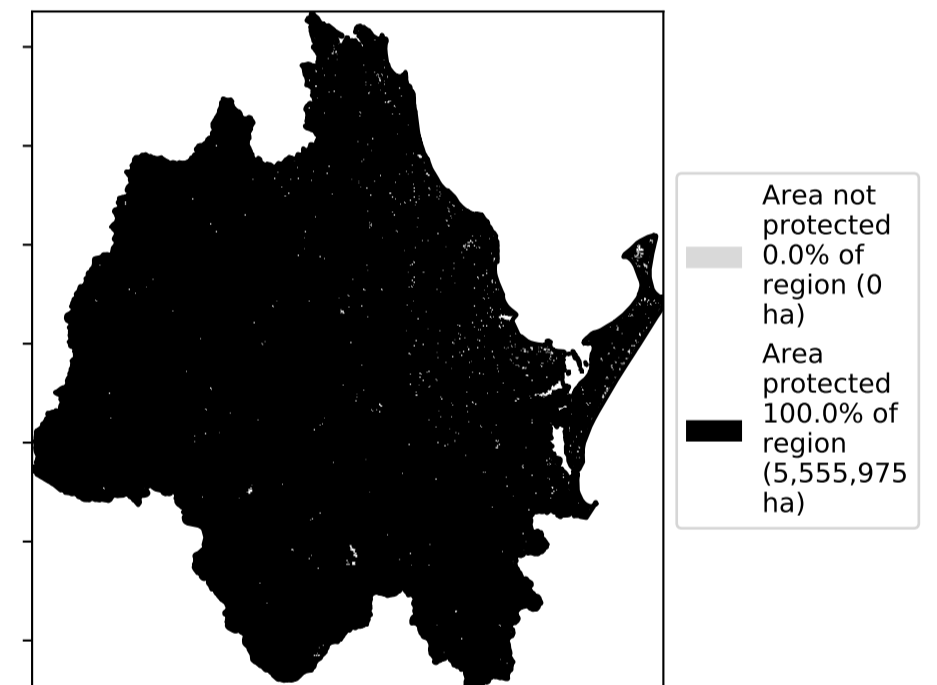 Area not
protected
0.0% of
region (0
ha)
Area
protected
100.0% of
region
(5,555,975
ha)